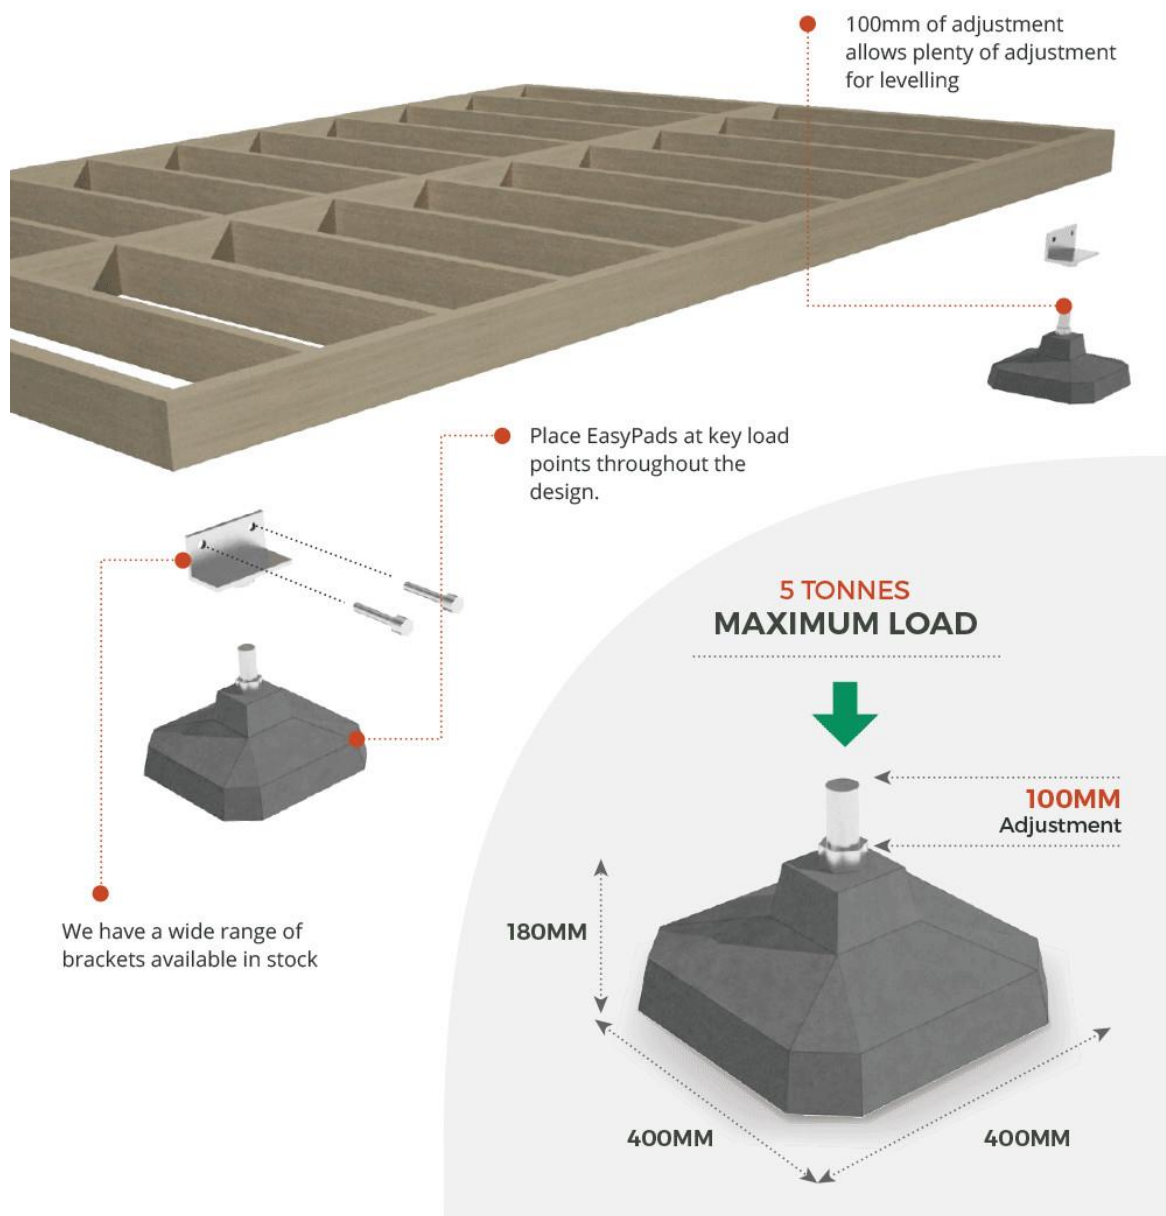 100mm of adjustment
allows plenty of adjustment
for levelling
Place EasyPads at key load
points throughout the
design.
We have a wide range of
brackets available in stock
5 TONNES
MAXIMUM LOAD
100MM
Adjustment
180MM
400MM
400MM